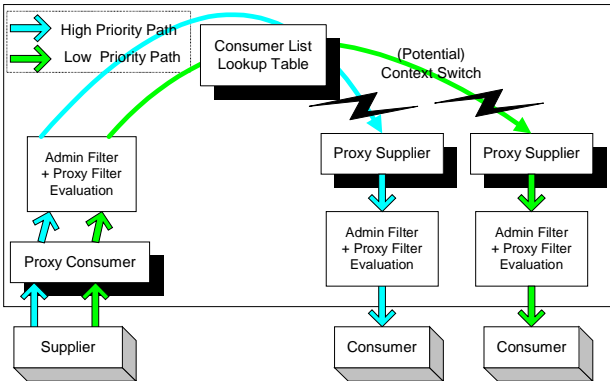 High Priority Path
Low Priority Path
Consumer List
Lookup Table
(Potential)
Context Switch
Admin Filter
+ Proxy Filter
Evaluation
Proxy Supplier
Proxy Supplier
Admin Filter
+ Proxy Filter
Evaluation
Admin Filter
+ Proxy Filter
Evaluation
Proxy Consumer
Supplier
Consumer
Consumer